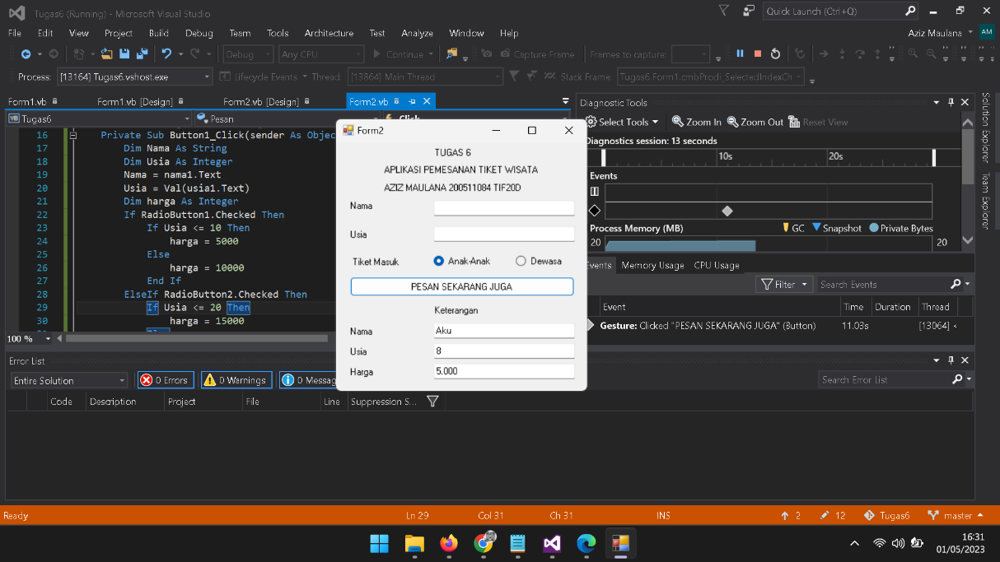 Tugas6 (Running) - Microsoft Visual Studio
Quick Launch (Ctrl+Q)
File Edit View Project Build Debug Team Tools Architecture Test Analyze Window Help
Aziz Maulana AM
Debug Any CPU Continue Capture Frame Frames to capture:
Process: [13164] Tugas6.vshost.exe Lifecycle Events Thread: [13864] Main Thread Stack Frame: Tugas6.Form1.cmbProdi_SelectedIndexCh
Form1.vb Form1.vb [Design] Form2.vb [Design] Form2.vb
Tugas6 Pesan Click
16 Private Sub Button1_Click(sender As Objec
17 Dim Nama As String
18 Dim Usia As Integer
19 Nama = nama1.Text
20 Usia = Val(usia1.Text)
21 Dim harga As Integer
22 If RadioButton1.Checked Then
23 If Usia <= 10 Then
24 harga = 5000
25 Else
26 harga = 10000
27 End If
28 ElseIf RadioButton2.Checked Then
29 If Usia <= 20 Then
30 harga = 15000
100 %
Form2
TUGAS 6
APLIKASI PEMESANAN TIKET WISATA
AZIZ MAULANA 200511084 TIF20D
Nama
Usia
Tiket Masuk Anak-Anak Dewasa
PESAN SEKARANG JUGA
Keterangan
Nama Aku
Usia 8
Harga 5.000
Diagnostic Tools
Select Tools Zoom In Zoom Out Reset View
Diagnostics session: 13 seconds
10s 20s
Events
Process Memory (MB) GC Snapshot Private Bytes
20 20
Events Memory Usage CPU Usage
Filter Search Events
Event Time Duration Thread
Gesture: Clicked "PESAN SEKARANG JUGA" (Button) 11.03s [13064]
Solution Explorer
Team Explorer
Error List
Entire Solution 0 Errors 0 Warnings 0 Messag
Search Error List
Code Description Project File Line Suppression S...
Ready Ln 29 Col 31 Ch 31 INS 2 12 Tugas6 master
16:31
01/05/2023